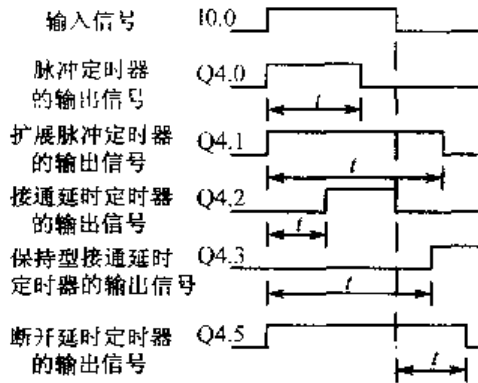 输入信号 I0.0
脉冲定时器
的输出信号 Q4.0
t
扩展脉冲定时器
的输出信号 Q4.1
t
接通延时定时器
的输出信号 Q4.2
t
保持型接通延时
定时器的输出信号 Q4.3
t
断开延时定时器
的输出信号 Q4.5
t